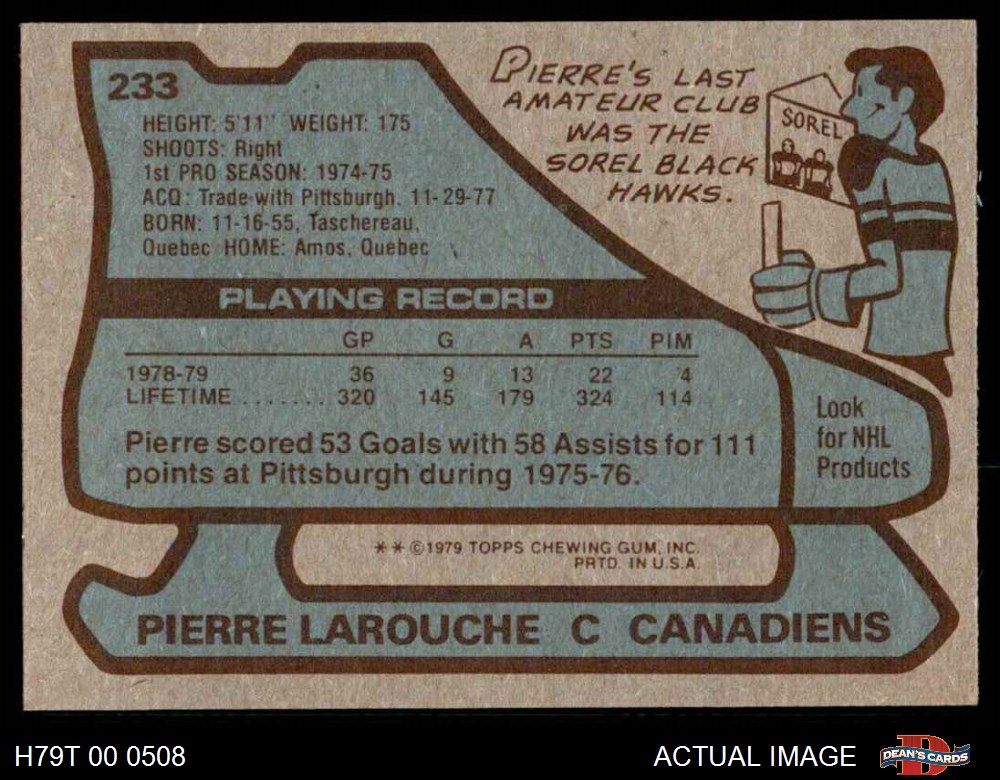 233
HEIGHT: 5'11" WEIGHT: 175
SHOOTS: Right
1st PRO SEASON: 1974-75
ACQ: Trade with Pittsburgh. 11-29-77
BORN: 11-16-55, Taschereau,
Quebec HOME: Amos, Quebec
PIERRE'S LAST
AMATEUR CLUB
WAS THE
SOREL BLACK
HAWKS.
SOREL
PLAYING RECORD
GP G A PTS PIM
1978-79 36 9 13 22 4
LIFETIME ....... 320 145 179 324 114
Pierre scored 53 Goals with 58 Assists for 111
points at Pittsburgh during 1975-76.
Look
for NHL
Products
* * ©1979 TOPPS CHEWING GUM, INC.
PRTD. IN U.S.A.
PIERRE LAROUCHE C CANADIENS
H79T 00 0508
ACTUAL IMAGE
DEAN'S CARDS